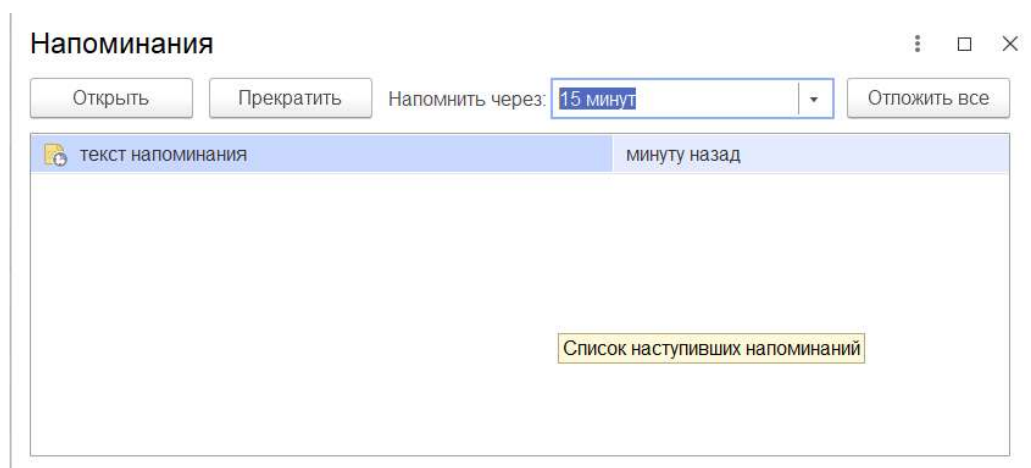 Напоминания
Открыть Прекратить Напомнить через: 15 минут Отложить все
текст напоминания минуту назад
Список наступивших напоминаний